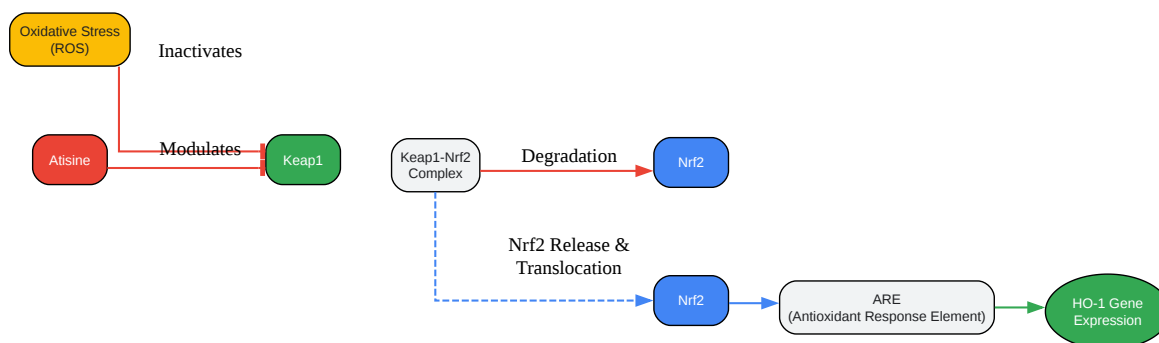 Oxidative Stress
(ROS)
Inactivates
Atisine
Modulates
Keap1
Keap1-Nrf2
Complex
Degradation
Nrf2
Nrf2 Release &
Translocation
Nrf2
ARE
(Antioxidant Response Element)
HO-1 Gene
Expression